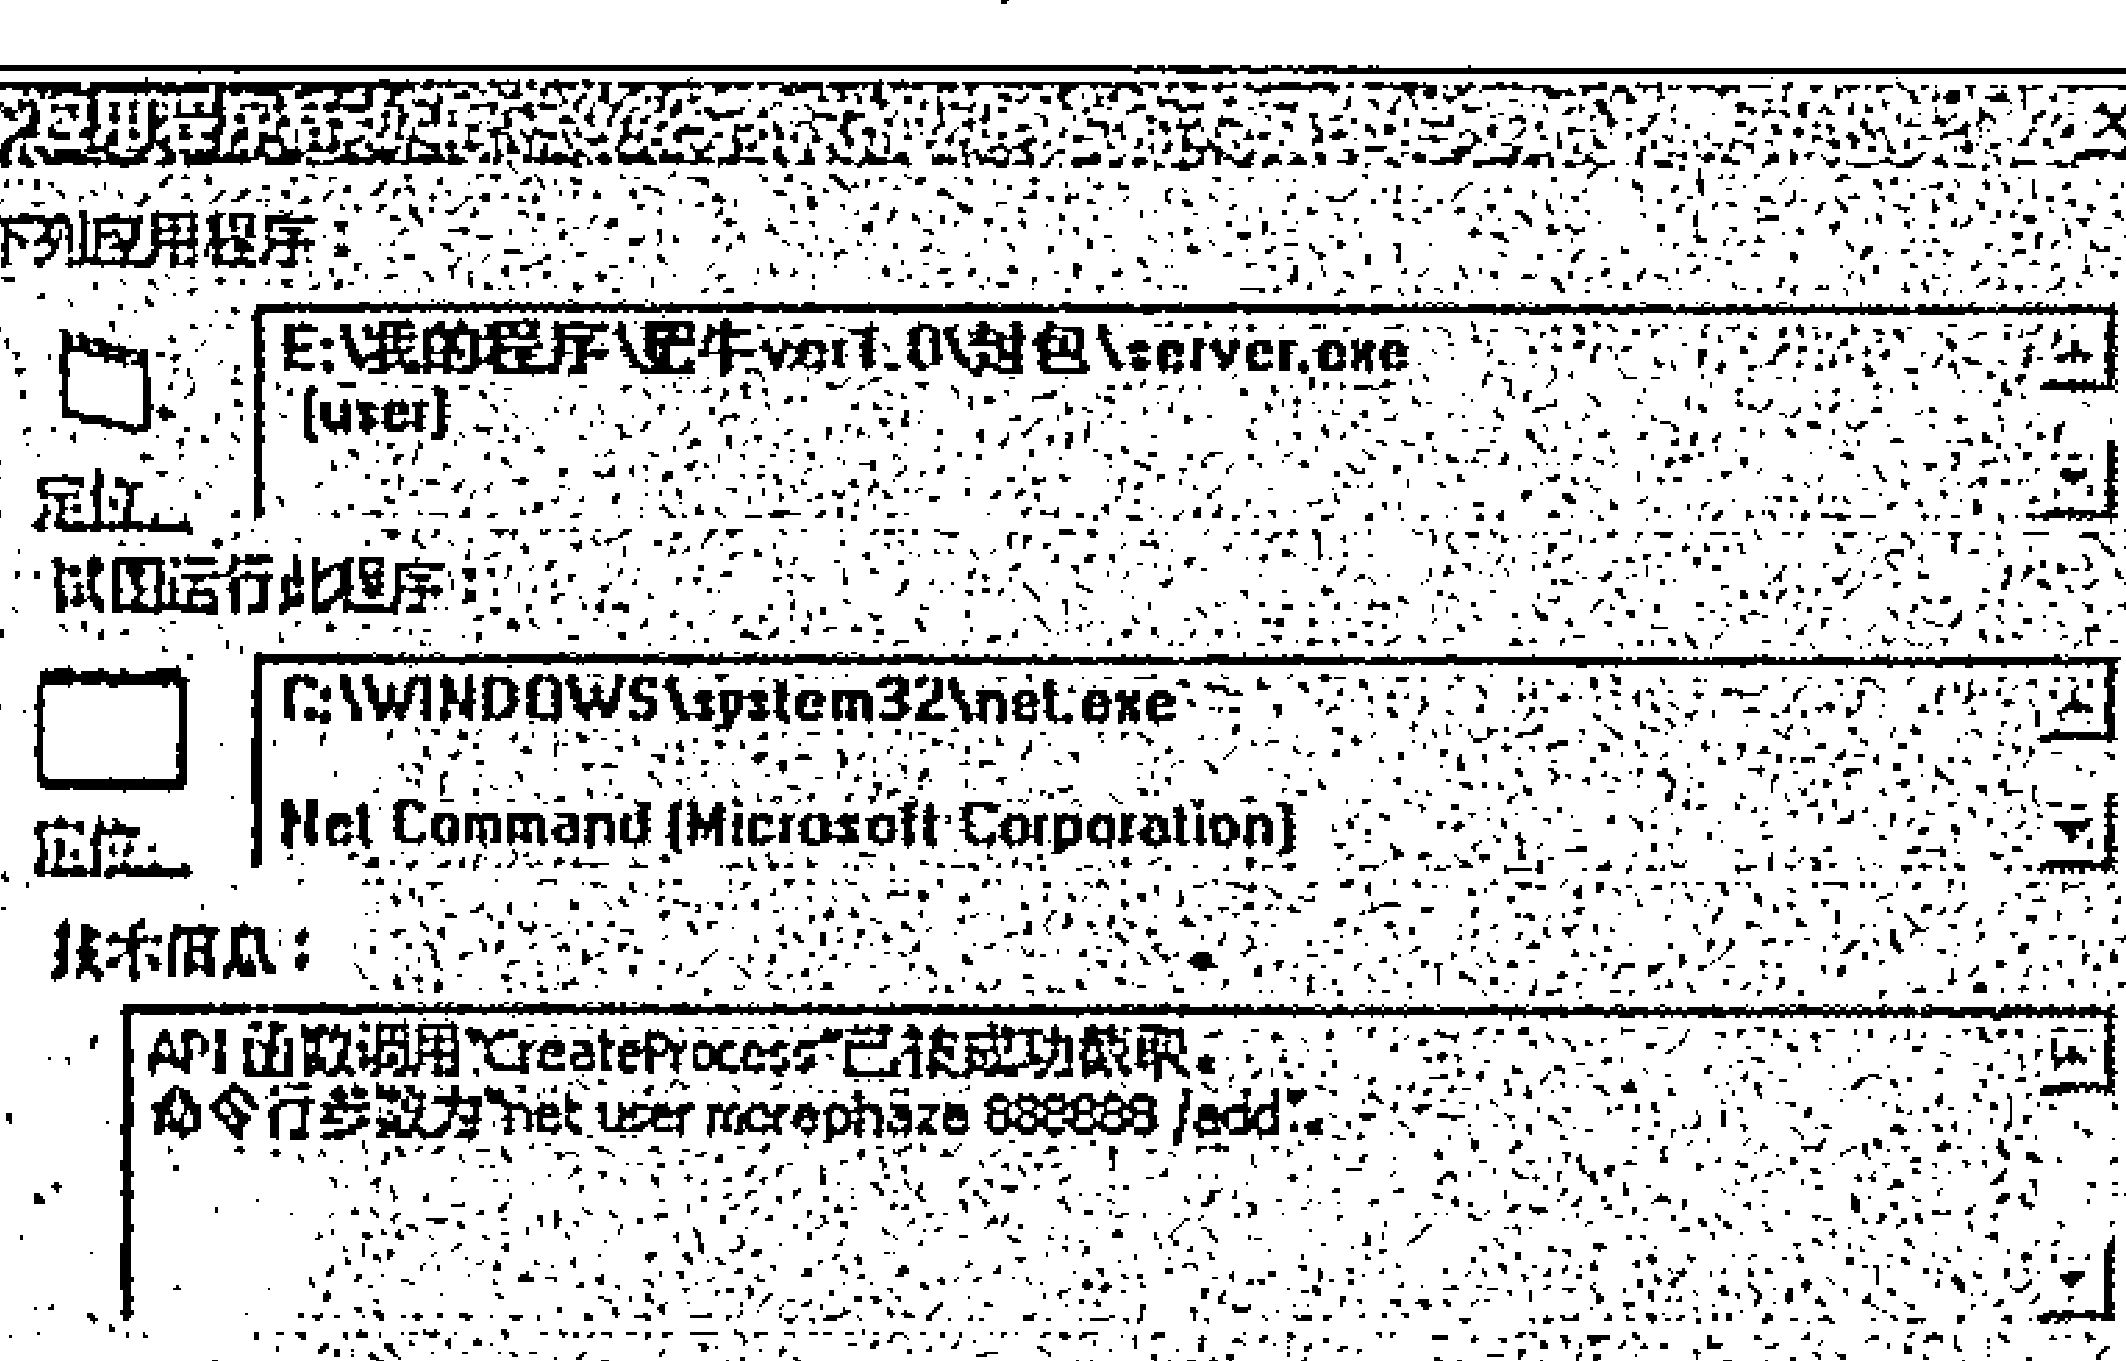 下列应用程序:
E:\我的程序\肥牛ver1.0\封包\server.exe
(user)
定位...
试图运行此程序:
C:\WINDOWS\system32\net.exe
Net Command (Microsoft Corporation)
定位...
技术信息:
API 函数调用"CreateProcess"已被成功截取。
命令行参数为"net user mcrophaze 888888 /add"。